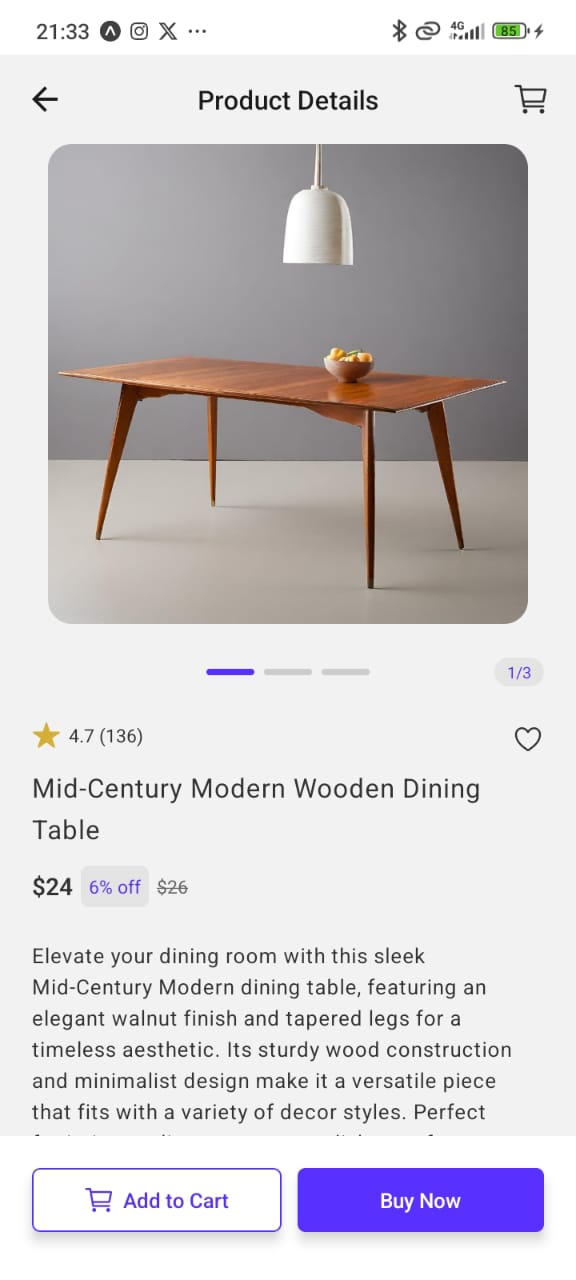 21:33
4G
85
Product Details
1/3
4.7 (136)
Mid-Century Modern Wooden Dining
Table
$24 6% off $26
Elevate your dining room with this sleek
Mid-Century Modern dining table, featuring an
elegant walnut finish and tapered legs for a
timeless aesthetic. Its sturdy wood construction
and minimalist design make it a versatile piece
that fits with a variety of decor styles. Perfect
Add to Cart
Buy Now